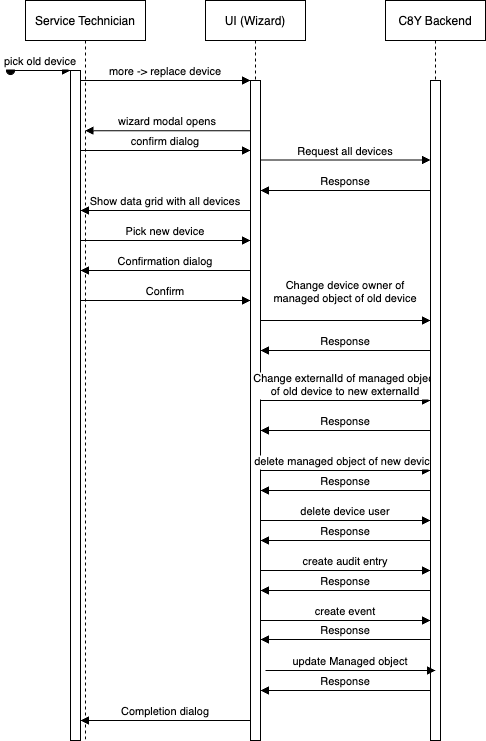 Service Technician
UI (Wizard)
C8Y Backend
pick old device
more -> replace device
wizard modal opens
confirm dialog
Request all devices
Response
Show data grid with all devices
Pick new device
Confirmation dialog
Change device owner of
managed object of old device
Confirm
Response
Change externalId of managed objec
of old device to new externalId
Response
delete managed object of new devic
Response
delete device user
Response
create audit entry
Response
create event
Response
update Managed object
Response
Completion dialog